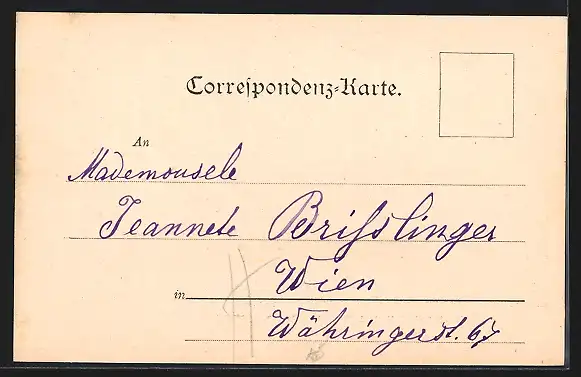 Correspondenz-Karte.
An
Mademousele
Jeannete Brißlinger
in Wien
Währingerst. 67